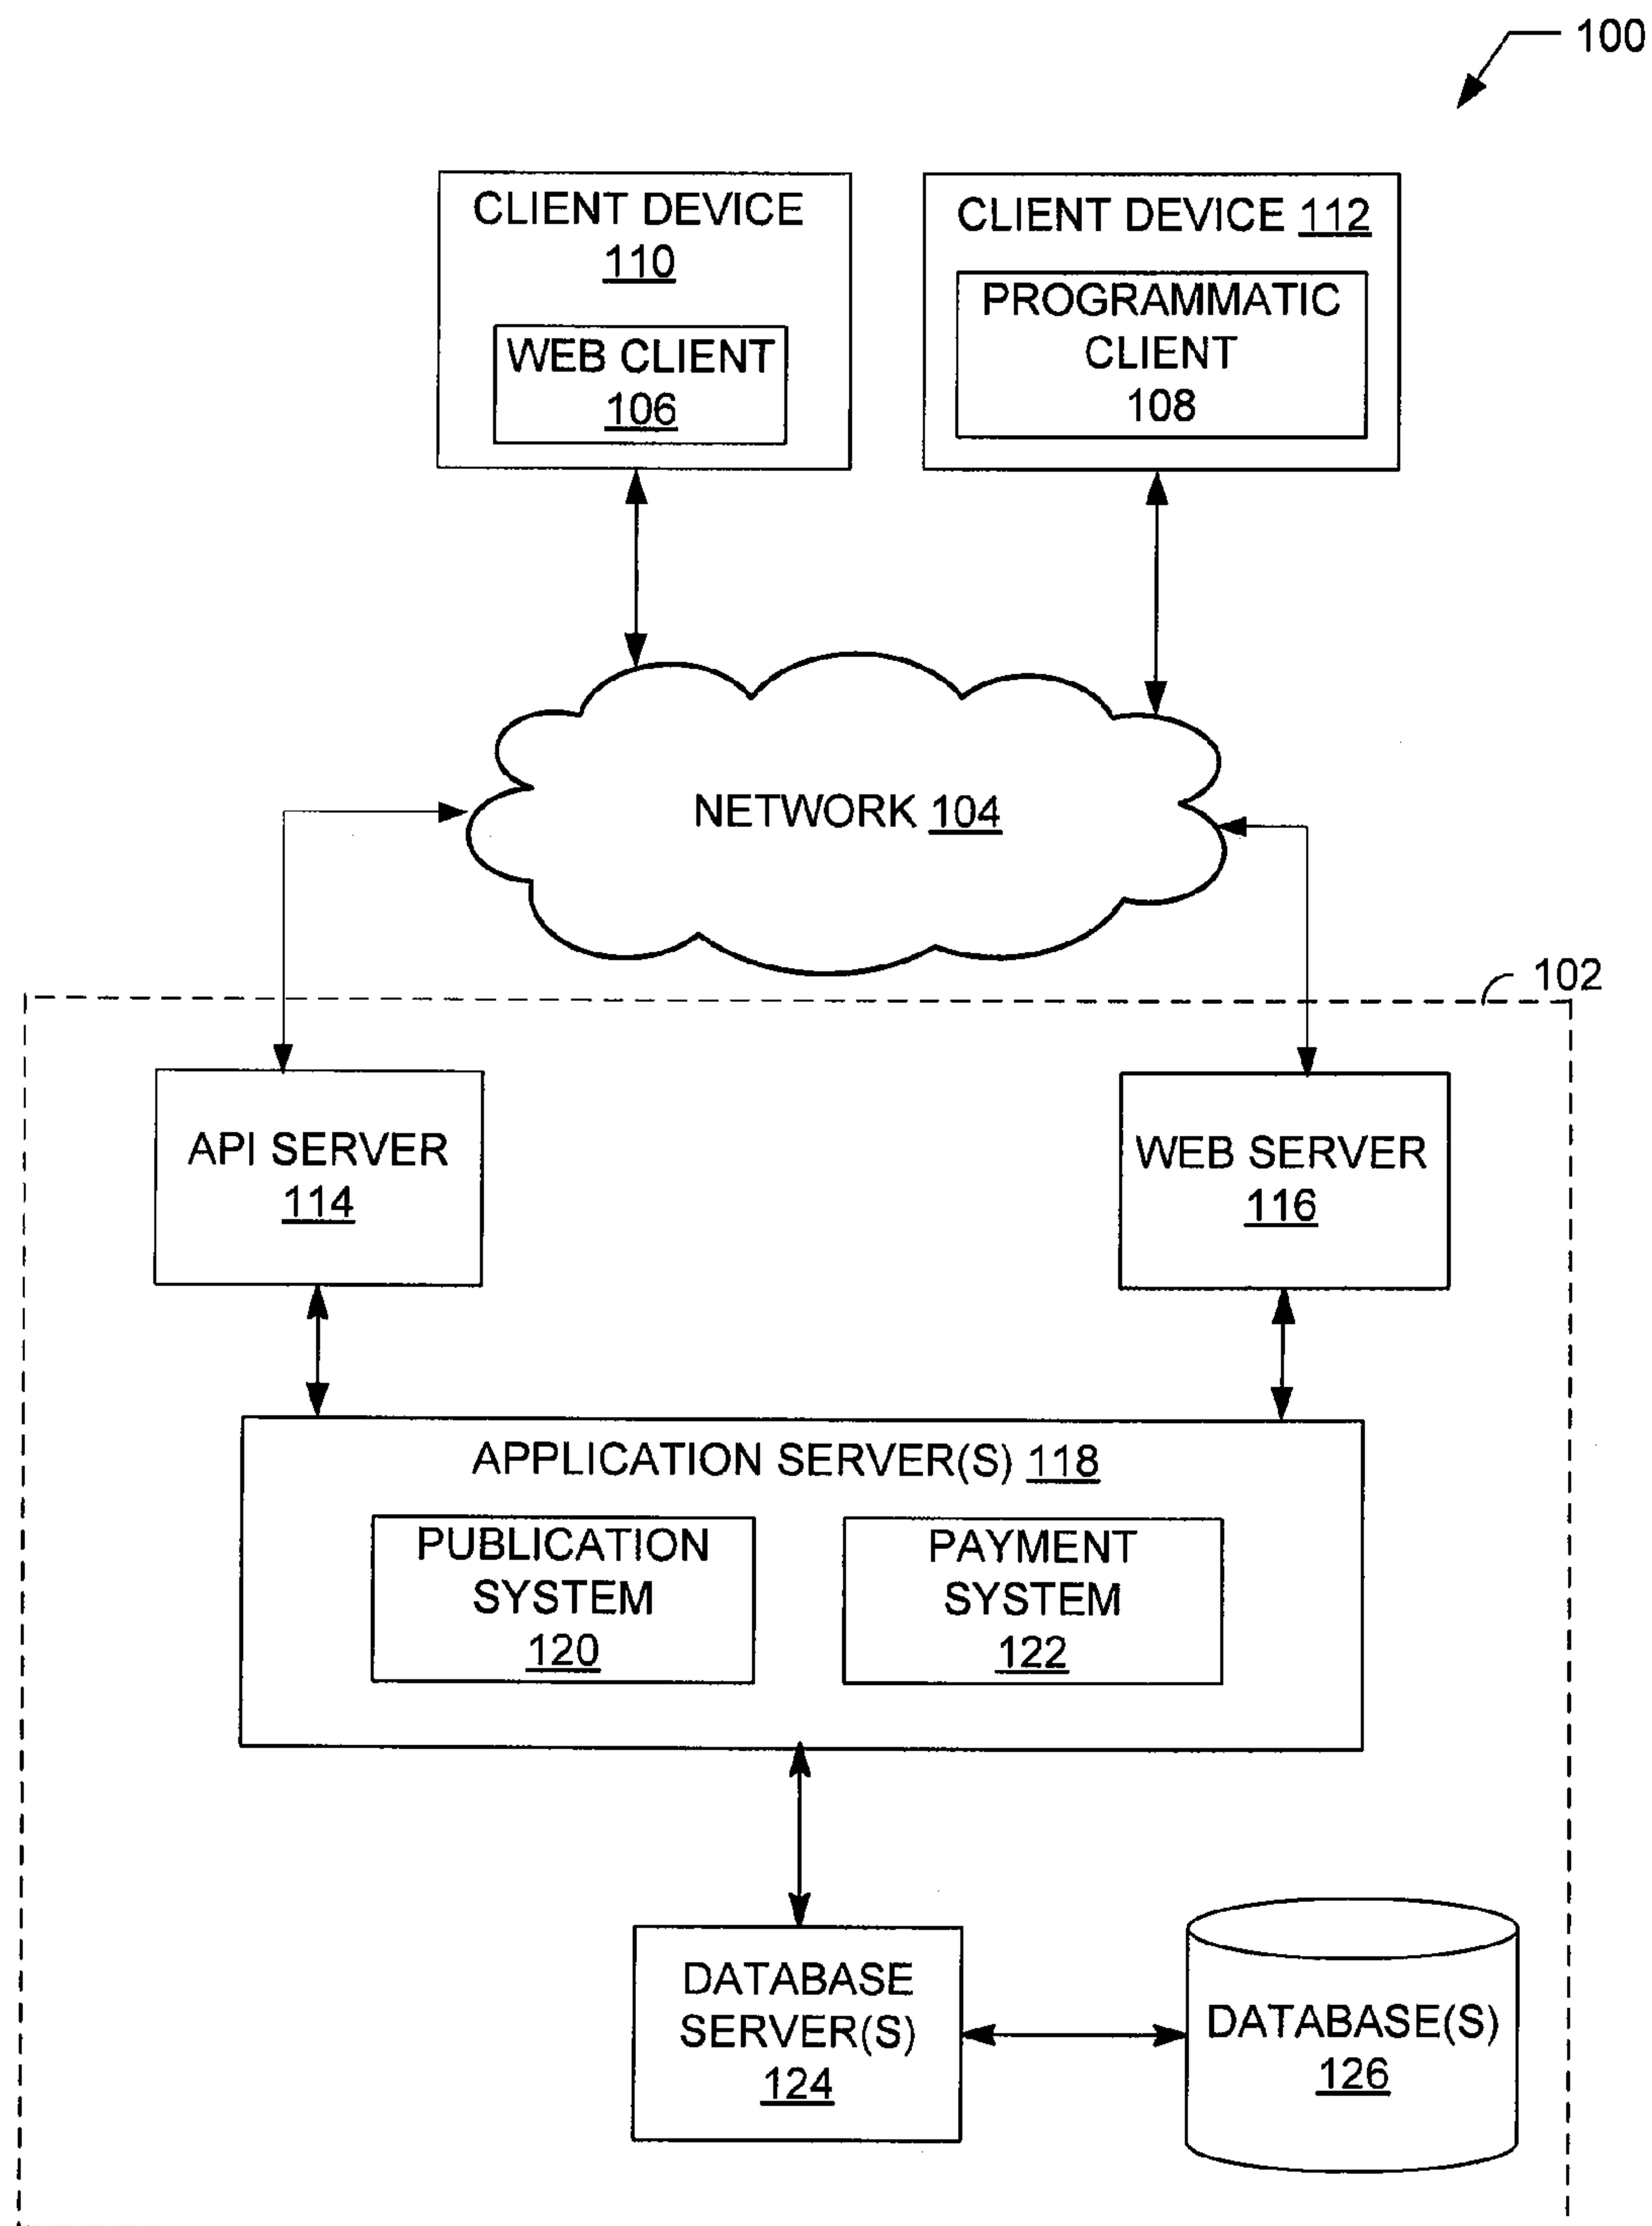 100
CLIENT DEVICE
110
WEB CLIENT
106
CLIENT DEVICE 112
PROGRAMMATIC
CLIENT
108
NETWORK 104
102
API SERVER
114
WEB SERVER
116
APPLICATION SERVER(S) 118
PUBLICATION
SYSTEM
120
PAYMENT
SYSTEM
122
DATABASE
SERVER(S)
124
DATABASE(S)
126